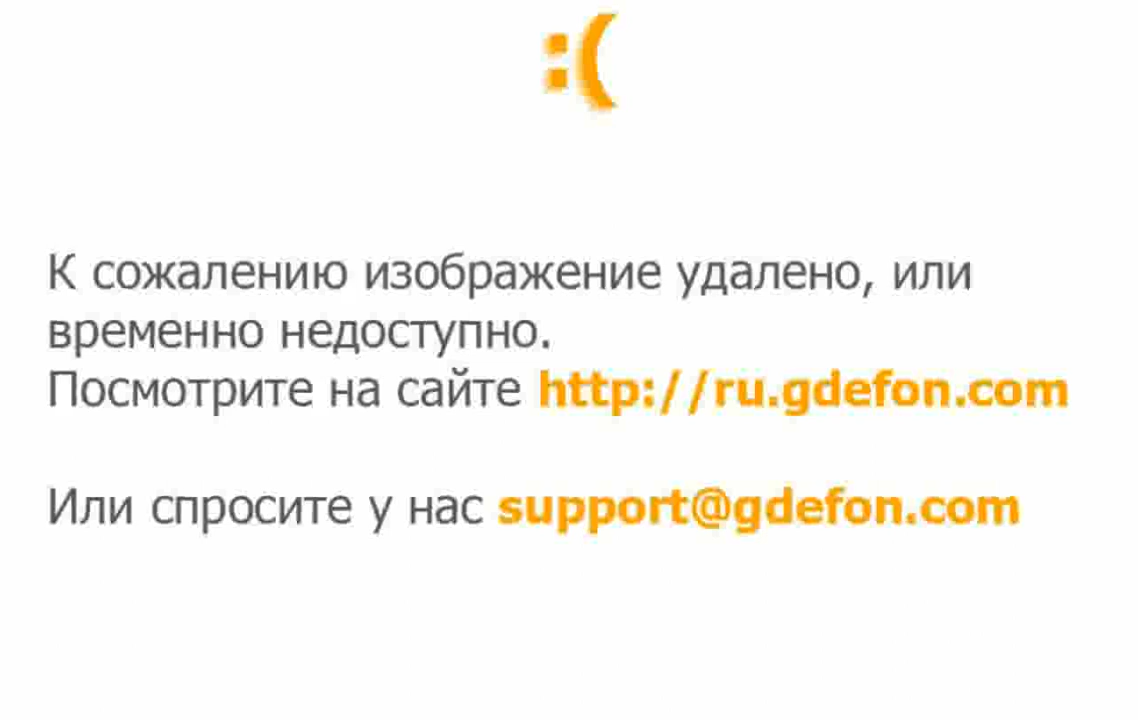 :(
К сожалению изображение удалено, или
временно недоступно.
Посмотрите на сайте http://ru.gdefon.com
Или спросите у нас support@gdefon.com